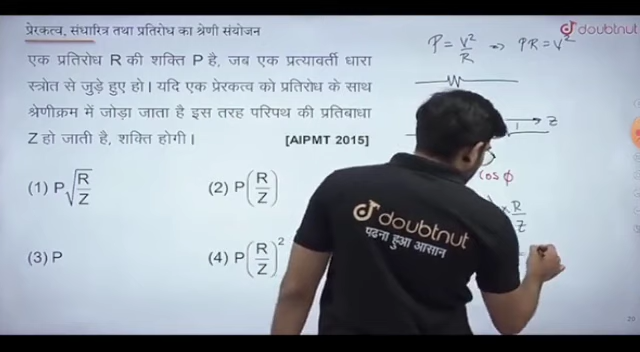 प्रेरकत्व, संधारित्र तथा प्रतिरोध का श्रेणी संयोजन
doubtnut
P = V²/R ⇒ PR = V²
एक प्रतिरोध R की शक्ति P है, जब एक प्रत्यावर्ती धारा
स्त्रोत से जुड़े हुए हो। यदि एक प्रेरकत्व को प्रतिरोध के साथ
श्रेणीक्रम में जोड़ा जाता है इस तरह परिपथ की प्रतिबाधा
Z हो जाती है, शक्ति होगी।
[AIPMT 2015]
Z
cos ϕ
× R/Z
(1) P√(R/Z)
(2) P(R/Z)
(3) P
(4) P(R/Z)²
doubtnut
पढ़ना हुआ आसान